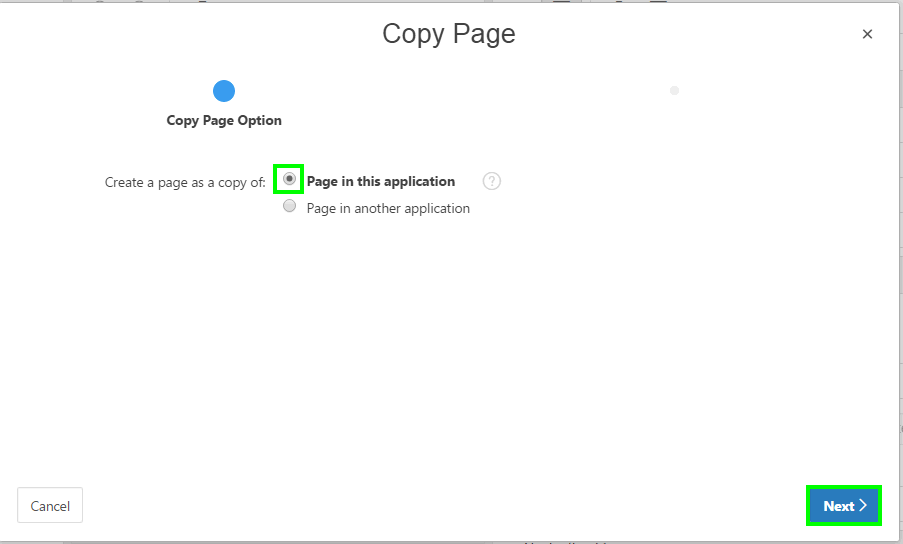 Copy Page
×
Copy Page Option
Create a page as a copy of: Page in this application ?
Page in another application
Cancel
Next